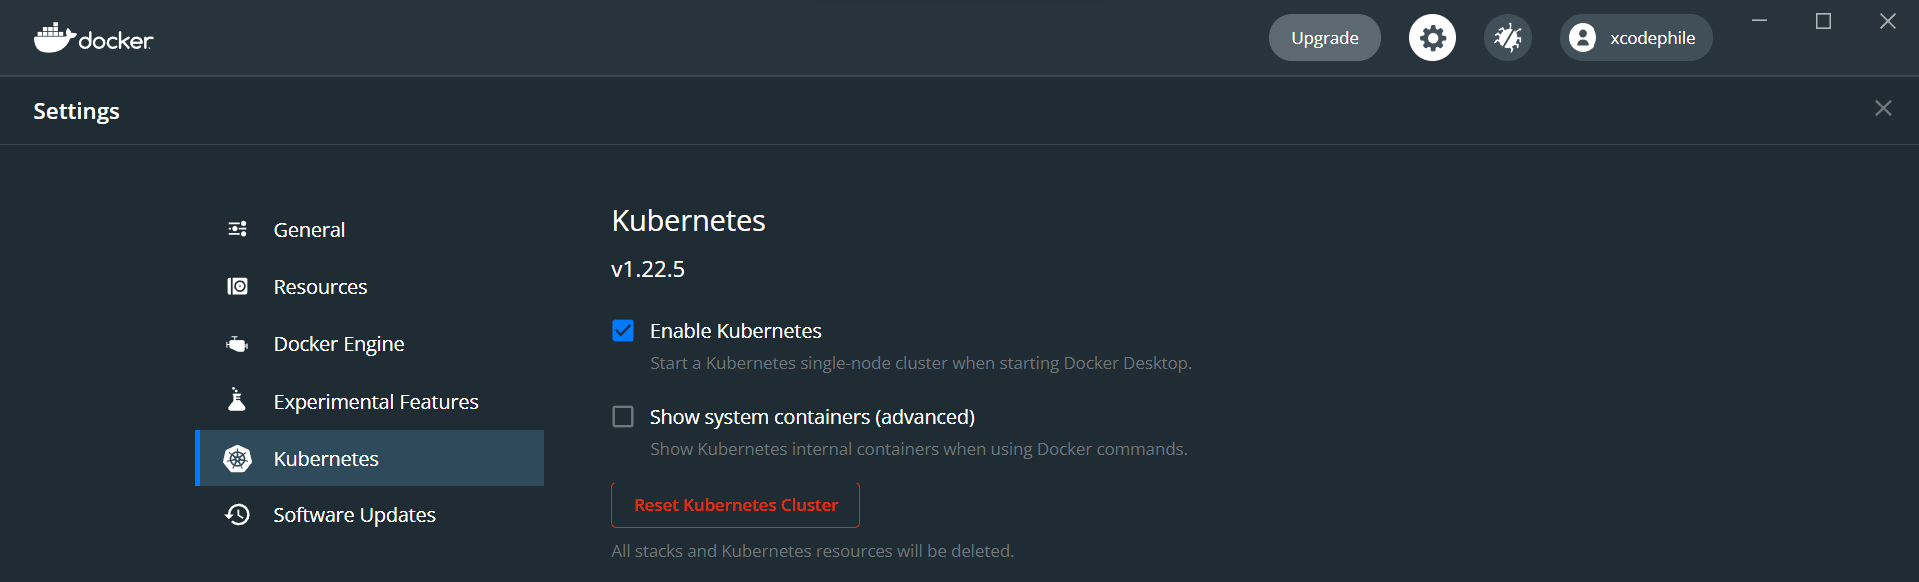 docker
Upgrade
xcodephile
Settings
General
Resources
Docker Engine
Experimental Features
Kubernetes
Software Updates
Kubernetes
v1.22.5
Enable Kubernetes
Start a Kubernetes single-node cluster when starting Docker Desktop.
Show system containers (advanced)
Show Kubernetes internal containers when using Docker commands.
Reset Kubernetes Cluster
All stacks and Kubernetes resources will be deleted.